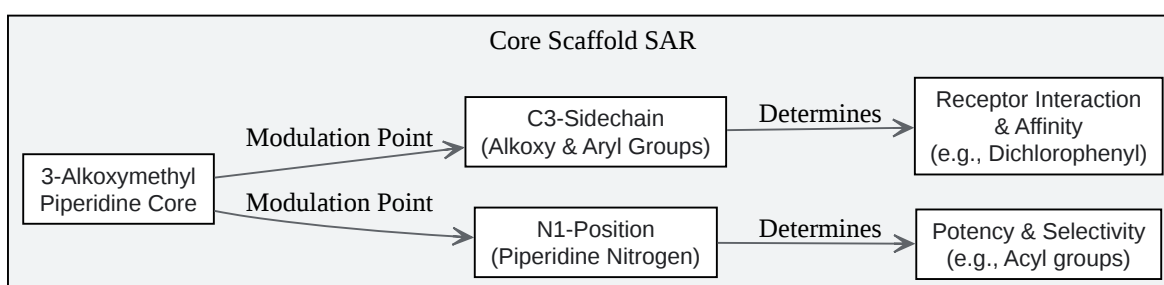 Core Scaffold SAR
3-Alkoxymethyl
Piperidine Core
Modulation Point
C3-Sidechain
(Alkoxy & Aryl Groups)
Determines
Receptor Interaction
& Affinity
(e.g., Dichlorophenyl)
Modulation Point
N1-Position
(Piperidine Nitrogen)
Determines
Potency & Selectivity
(e.g., Acyl groups)